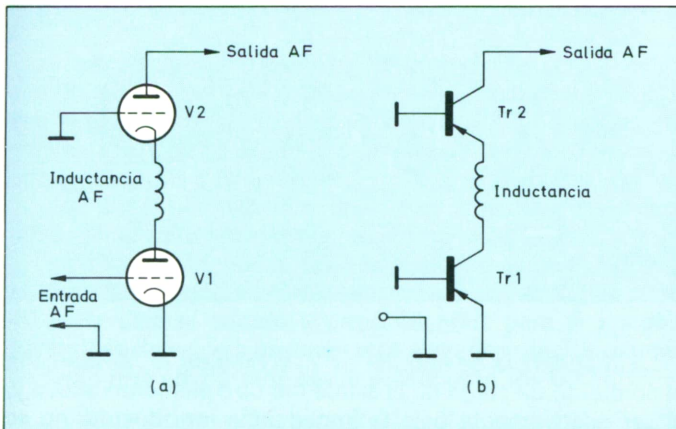 Salida AF
V2
Inductancia
AF
V1
Entrada
AF
(a)
Salida AF
Tr 2
Inductancia
Tr 1
(b)